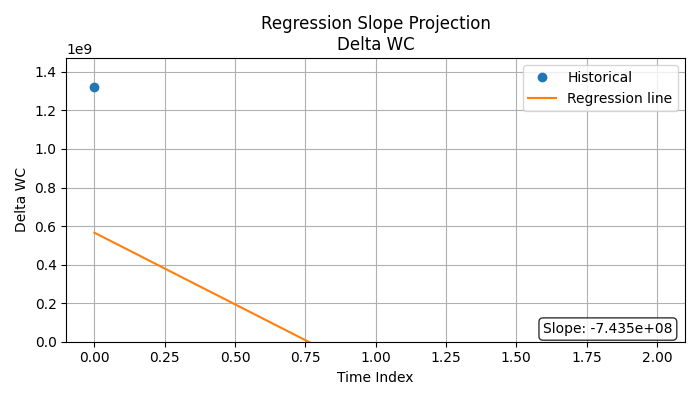 Regression Slope Projection
Delta WC
1e9
1.4
1.2
1.0
0.8
0.6
0.4
0.2
0.0
Delta WC
Historical
Regression line
Slope: -7.435e+08
0.00 0.25 0.50 0.75 1.00 1.25 1.50 1.75 2.00
Time Index